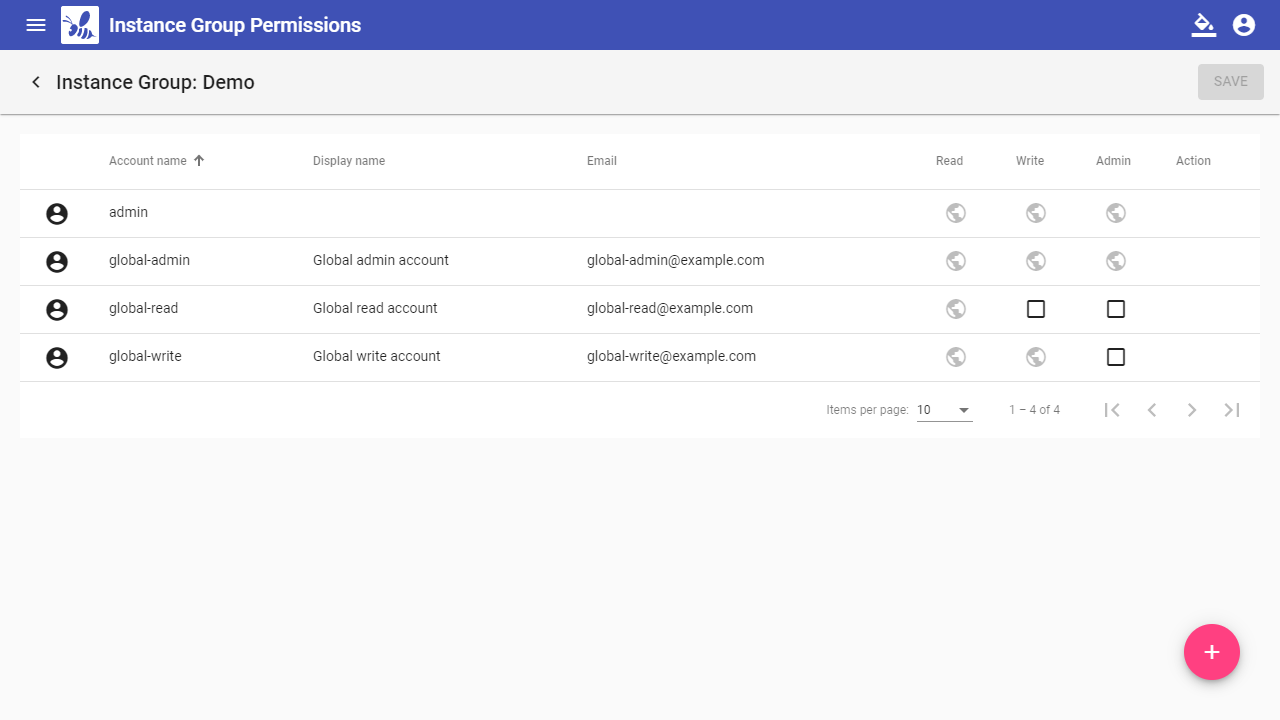 Instance Group Permissions
Instance Group: Demo
SAVE
Account name Display name Email Read Write Admin Action
admin
global-admin Global admin account global-admin@example.com
global-read Global read account global-read@example.com
global-write Global write account global-write@example.com
Items per page: 10 1 – 4 of 4